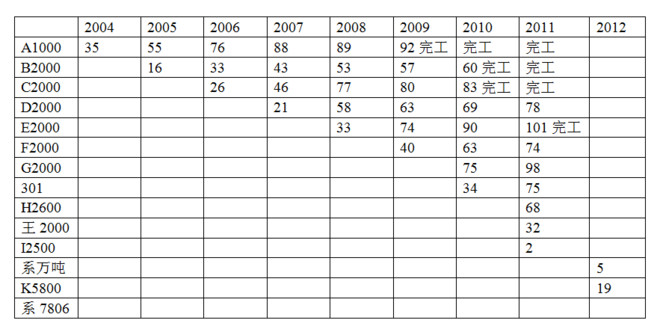 2004 2005 2006 2007 2008 2009 2010 2011 2012
A1000 35 55 76 88 89 92 完工 完工 完工
B2000 16 33 43 53 57 60 完工 完工
C2000 26 46 77 80 83 完工 完工
D2000 21 58 63 69 78
E2000 33 74 90 101 完工
F2000 40 63 74
G2000 75 98
301 34 75
H2600 68
王 2000 32
I2500 2
系万吨 5
K5800 19
系 7806